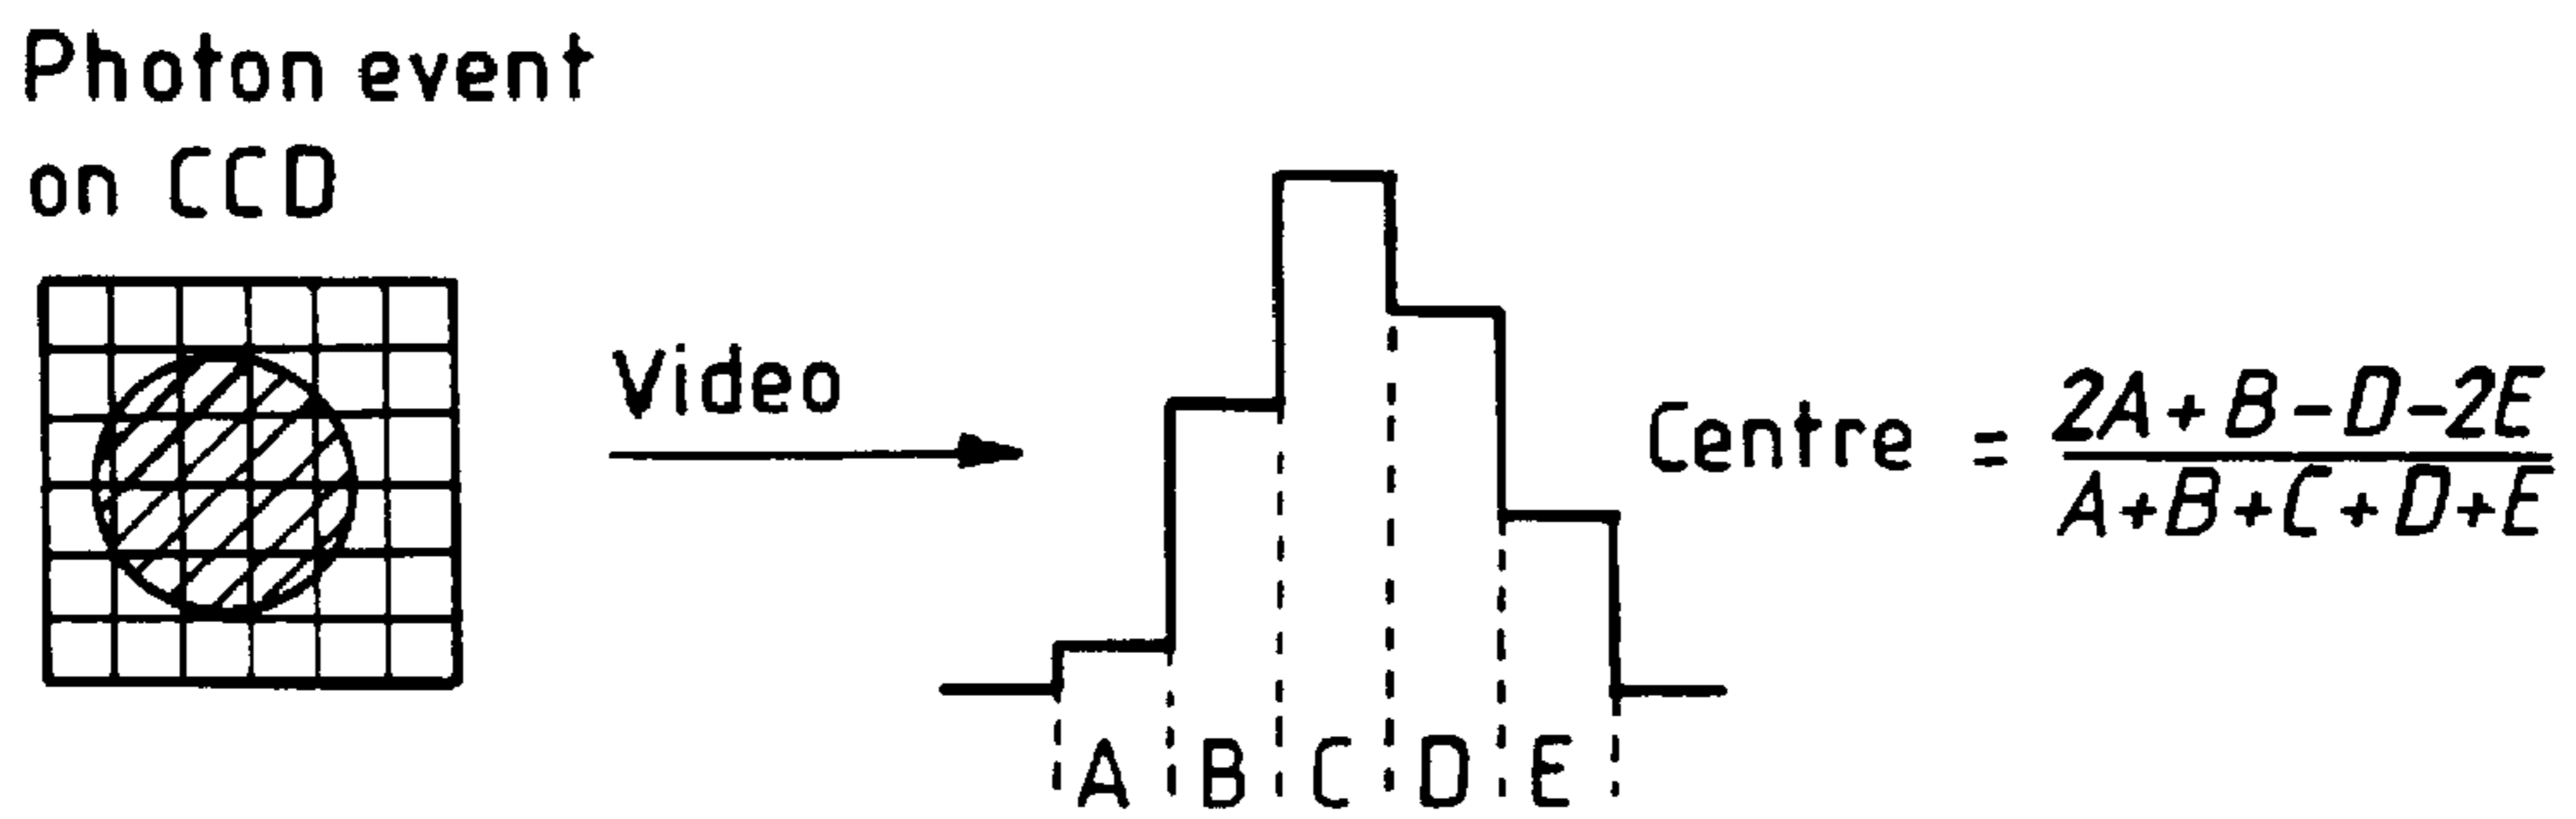 Photon event
on CCD
Video
A B C D E
Centre = 2A + B - D - 2E
A + B + C + D + E